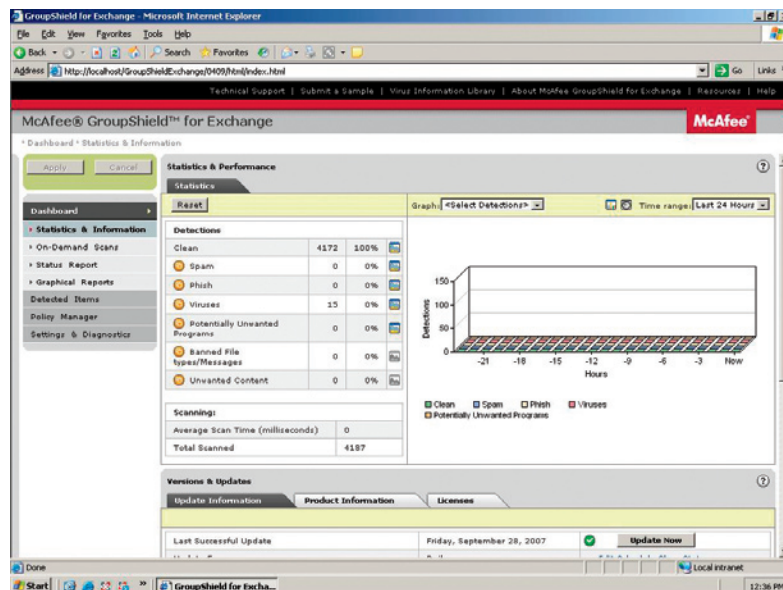 GroupShield for Exchange - Microsoft Internet Explorer
File Edit View Favorites Tools Help
Back Search Favorites
Address http://localhost/GroupShieldExchange/0409/html/index.html Go Links
Technical Support | Submit a Sample | Virus Information Library | About McAfee GroupShield for Exchange | Resources | Help
McAfee® GroupShield™ for Exchange McAfee®
Dashboard Statistics & Information
Apply Cancel
Dashboard
Statistics & Information
On-Demand Scans
Status Report
Graphical Reports
Detected Items
Policy Manager
Settings & Diagnostics
Statistics & Performance
Statistics
Reset
Graph: <Select Detections> Time range: Last 24 Hours
Detections
Clean 4172 100%
Spam 0 0%
Phish 0 0%
Viruses 15 0%
Potentially Unwanted Programs 0 0%
Banned File types/Messages 0 0%
Unwanted Content 0 0%
Scanning:
Average Scan Time (milliseconds) 0
Total Scanned 4187
Detections
150
100
50
0
-21 -18 -15 -12 -9 -6 -3 Now
Hours
Clean Spam Phish Viruses
Potentially Unwanted Programs
Versions & Updates
Update Information Product Information Licenses
Last Successful Update Friday, September 28, 2007 Update Now
Done Local intranet
Start » GroupShield for Excha... 12:36 PM